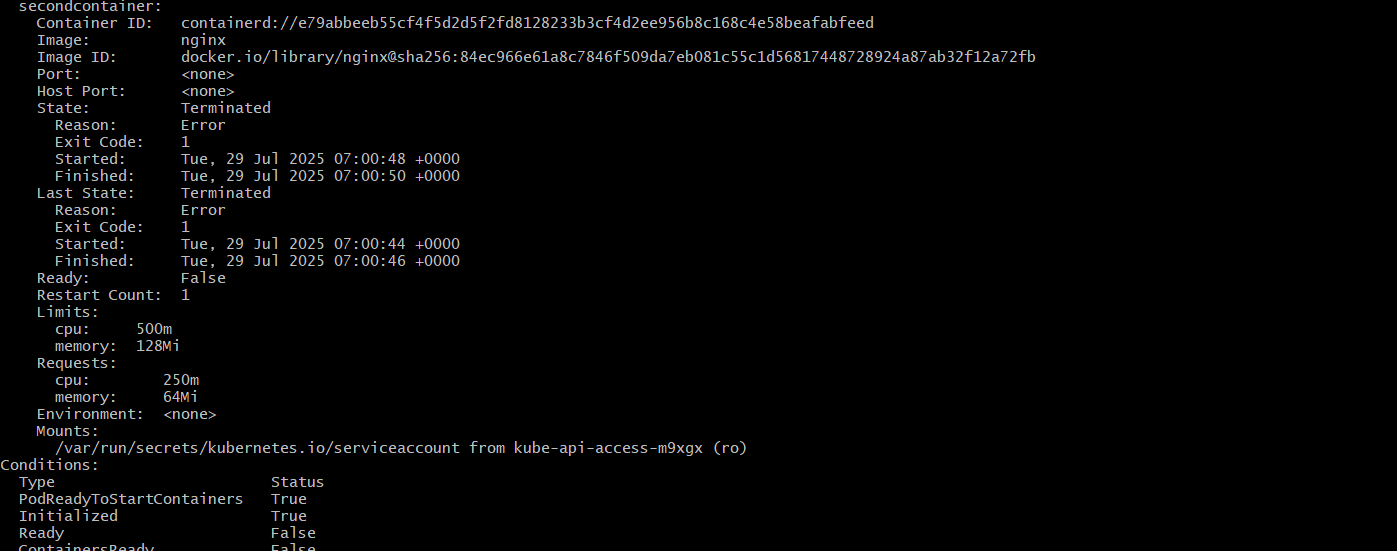 secondcontainer:
Container ID: containerd://e79abbeeb55cf4f5d2d5f2fd8128233b3cf4d2ee956b8c168c4e58beafabfeed
Image: nginx
Image ID: docker.io/library/nginx@sha256:84ec966e61a8c7846f509da7eb081c55c1d56817448728924a87ab32f12a72fb
Port: <none>
Host Port: <none>
State: Terminated
Reason: Error
Exit Code: 1
Started: Tue, 29 Jul 2025 07:00:48 +0000
Finished: Tue, 29 Jul 2025 07:00:50 +0000
Last State: Terminated
Reason: Error
Exit Code: 1
Started: Tue, 29 Jul 2025 07:00:44 +0000
Finished: Tue, 29 Jul 2025 07:00:46 +0000
Ready: False
Restart Count: 1
Limits:
cpu: 500m
memory: 128Mi
Requests:
cpu: 250m
memory: 64Mi
Environment: <none>
Mounts:
/var/run/secrets/kubernetes.io/serviceaccount from kube-api-access-m9xgx (ro)
Conditions:
Type Status
PodReadyToStartContainers True
Initialized True
Ready False
ContainersReady False